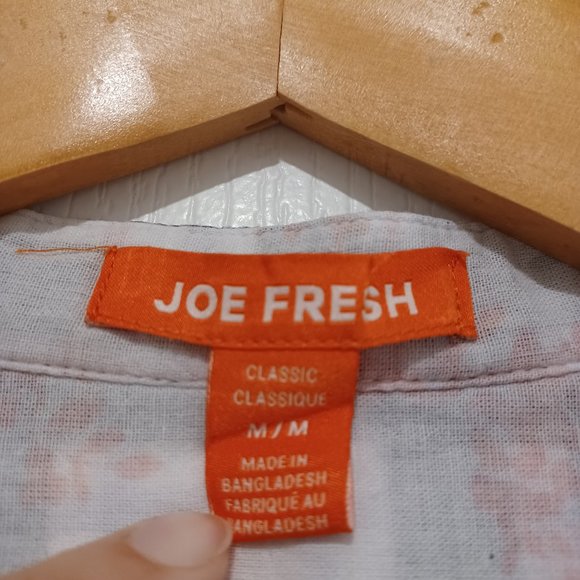 JOE FRESH
CLASSIC
CLASSIQUE
M/M
MADE IN
BANGLADESH
FABRIQUÉ AU
BANGLADESH